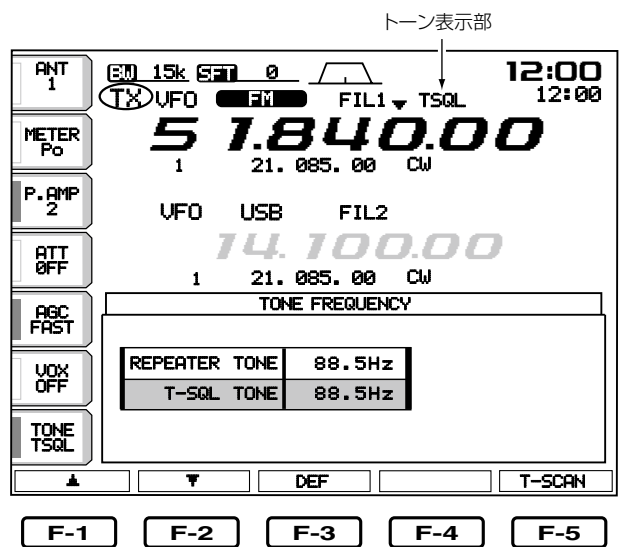 トーン表示部
ANT 1
BW 15k SFT 0
12:00
12:00
TX VFO FM FIL1 TSQL
51.840.00
1 21.085.00 CW
METER Po
P.AMP 2
VFO USB FIL2
14.100.00
1 21.085.00 CW
ATT OFF
AGC FAST
VOX OFF
TONE TSQL
TONE FREQUENCY
REPEATER TONE 88.5Hz
T-SQL TONE 88.5Hz
▲ ▼ DEF T-SCAN
F-1 F-2 F-3 F-4 F-5